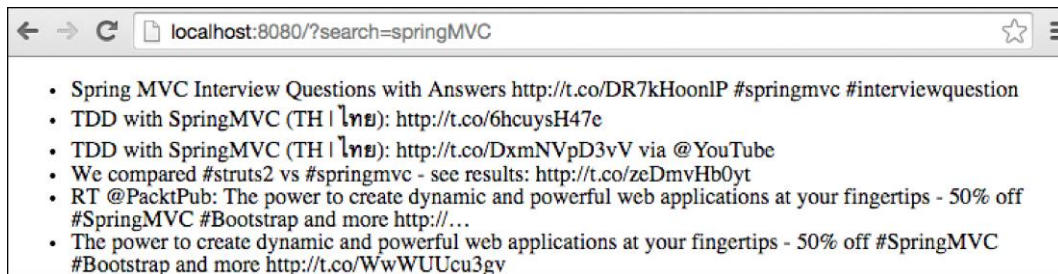 localhost:8080/?search=springMVC
• Spring MVC Interview Questions with Answers http://t.co/DR7kHoonlP #springmvc #interviewquestion
• TDD with SpringMVC (TH | ไทย): http://t.co/6hcuysH47e
• TDD with SpringMVC (TH | ไทย): http://t.co/DxmNVpD3vV via @YouTube
• We compared #struts2 vs #springmvc - see results: http://t.co/zeDmvHb0yt
• RT @PacktPub: The power to create dynamic and powerful web applications at your fingertips - 50% off
#SpringMVC #Bootstrap and more http://…
• The power to create dynamic and powerful web applications at your fingertips - 50% off #SpringMVC
#Bootstrap and more http://t.co/WwWUUcu3gv